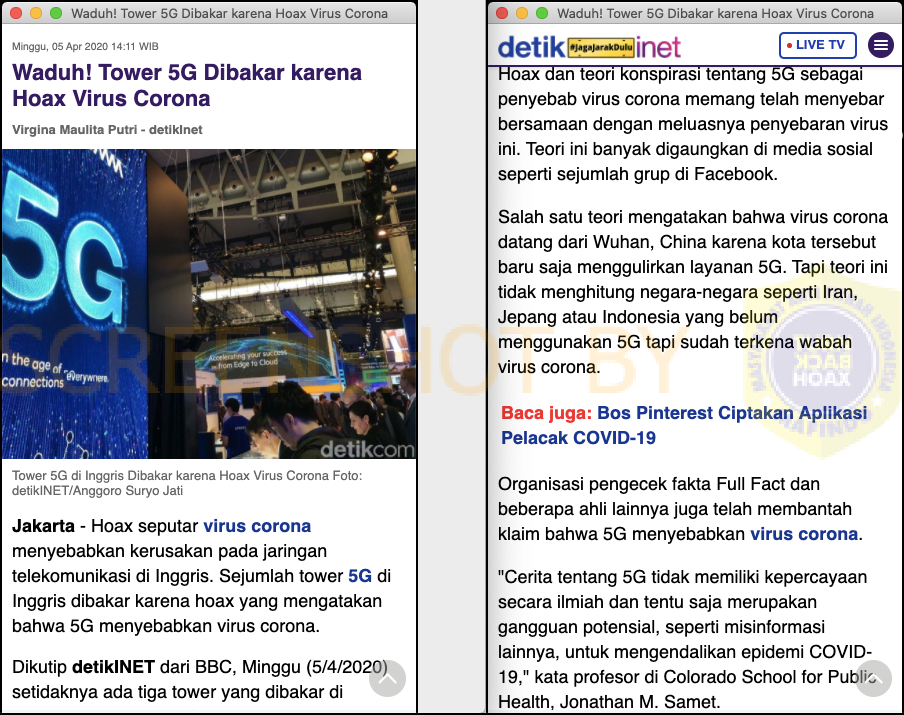 Waduh! Tower 5G Dibakar karena Hoax Virus Corona
Minggu, 05 Apr 2020 14:11 WIB
Waduh! Tower 5G Dibakar karena
Hoax Virus Corona
Virgina Maulita Putri - detikInet
5G
n the age of
connections
everywhere.
Accelerating your success
from Edge to Cloud
detikcom
Tower 5G di Inggris Dibakar karena Hoax Virus Corona Foto:
detikINET/Anggoro Suryo Jati
Jakarta - Hoax seputar virus corona
menyebabkan kerusakan pada jaringan
telekomunikasi di Inggris. Sejumlah tower 5G di
Inggris dibakar karena hoax yang mengatakan
bahwa 5G menyebabkan virus corona.
Dikutip detikINET dari BBC, Minggu (5/4/2020)
setidaknya ada tiga tower yang dibakar di
Waduh! Tower 5G Dibakar karena Hoax Virus Corona
detik #jagaJarakDulu inet
LIVE TV
Hoax dan teori konspirasi tentang 5G sebagai
penyebab virus corona memang telah menyebar
bersamaan dengan meluasnya penyebaran virus
ini. Teori ini banyak digaungkan di media sosial
seperti sejumlah grup di Facebook.
Salah satu teori mengatakan bahwa virus corona
datang dari Wuhan, China karena kota tersebut
baru saja menggulirkan layanan 5G. Tapi teori ini
tidak menghitung negara-negara seperti Iran,
Jepang atau Indonesia yang belum
menggunakan 5G tapi sudah terkena wabah
virus corona.
Baca juga: Bos Pinterest Ciptakan Aplikasi
Pelacak COVID-19
Organisasi pengecek fakta Full Fact dan
beberapa ahli lainnya juga telah membantah
klaim bahwa 5G menyebabkan virus corona.
"Cerita tentang 5G tidak memiliki kepercayaan
secara ilmiah dan tentu saja merupakan
gangguan potensial, seperti misinformasi
lainnya, untuk mengendalikan epidemi COVID-
19," kata profesor di Colorado School for Public
Health, Jonathan M. Samet.
SCREENSHOT BY
TURN
BACK
HOAX
MAFINDO